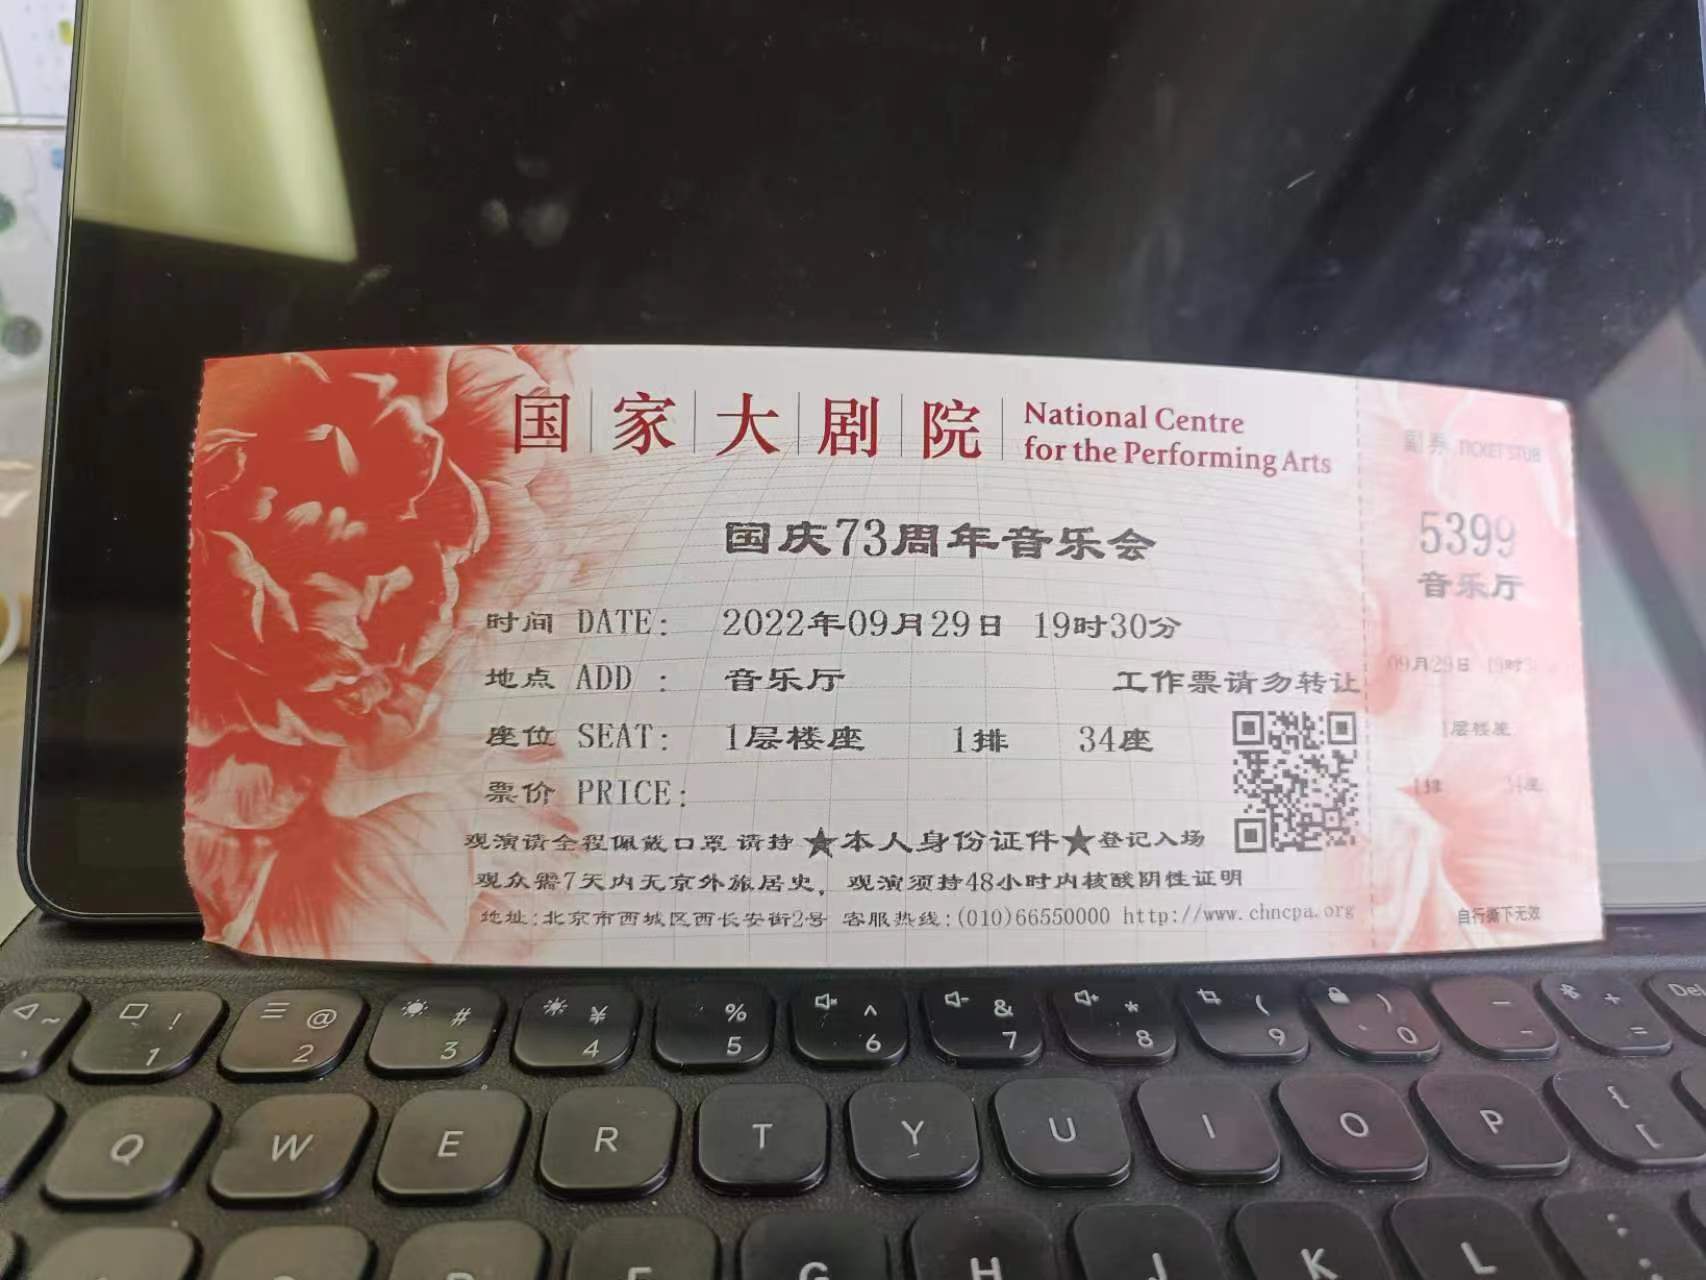 国家大剧院
National Centre
for the Performing Arts
国庆73周年音乐会
时间 DATE: 2022年09月29日 19时30分
地点 ADD : 音乐厅 工作票请勿转让
座位 SEAT: 1层楼座 1排 34座
票价 PRICE:
观演请全程佩戴口罩 请持 ★本人身份证件★登记入场
观众需7天内无京外旅居史，观演须持48小时内核酸阴性证明
地址:北京市西城区西长安街2号 客服热线:(010)66550000 http://www.chncpa.org
副券 TICKET STUB
5399
音乐厅
09月29日 19时3
1层楼座
1排 34座
自行撕下无效
~
! 1
@ 2
# 3
¥ 4
% 5
^ 6
& 7
* 8
( 9
) 0
— -
+ =
Del
Q W E R T Y U I O P { [
G H J K L